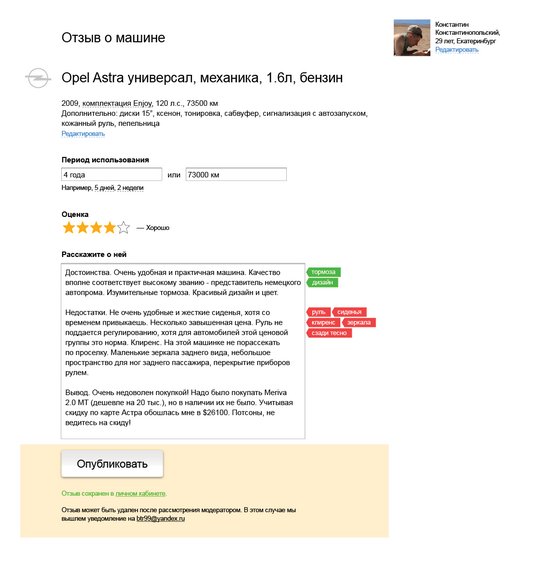 Отзыв о машине
Константин
Константинопольский,
29 лет, Екатеринбург
Редактировать
Opel Astra универсал, механика, 1.6л, бензин
2009, комплектация Enjoy, 120 л.с., 73500 км
Дополнительно: диски 15", ксенон, тонировка, сабвуфер, сигнализация с автозапуском,
кожанный руль, пепельница
Редактировать
Период использования
4 года или 73000 км
Например, 5 дней, 2 недели
Оценка
— Хорошо
Расскажите о ней
Достоинства. Очень удобная и практичная машина. Качество
вполне соответствует высокому званию - представитель немецкого
автопрома. Изумительные тормоза. Красивый дизайн и цвет.
тормоза
дизайн
Недостатки. Не очень удобные и жесткие сиденья, хотя со
временем привыкаешь. Несколько завышенная цена. Руль не
поддается регулированию, хотя для автомобилей этой ценовой
группы это норма. Клиренс. На этой машинке не порассекать
по проселку. Маленькие зеркала заднего вида, небольшое
пространство для ног заднего пассажира, перекрытие приборов
рулем.
руль сиденья
клиренс зеркала
сзади тесно
Вывод. Очень недоволен покупкой! Надо было покупать Meriva
2.0 MT (дешевле на 20 тыс.), но в наличии их не было. Учитывая
скидку по карте Астра обошлась мне в $26100. Потсоны, не
ведитесь на скиду!
Опубликовать
Отзыв сохранен в личном кабинете.
Отзыв может быть удален после рассмотрения модератором. В этом случае мы
вышлем уведомление на btr99@yandex.ru